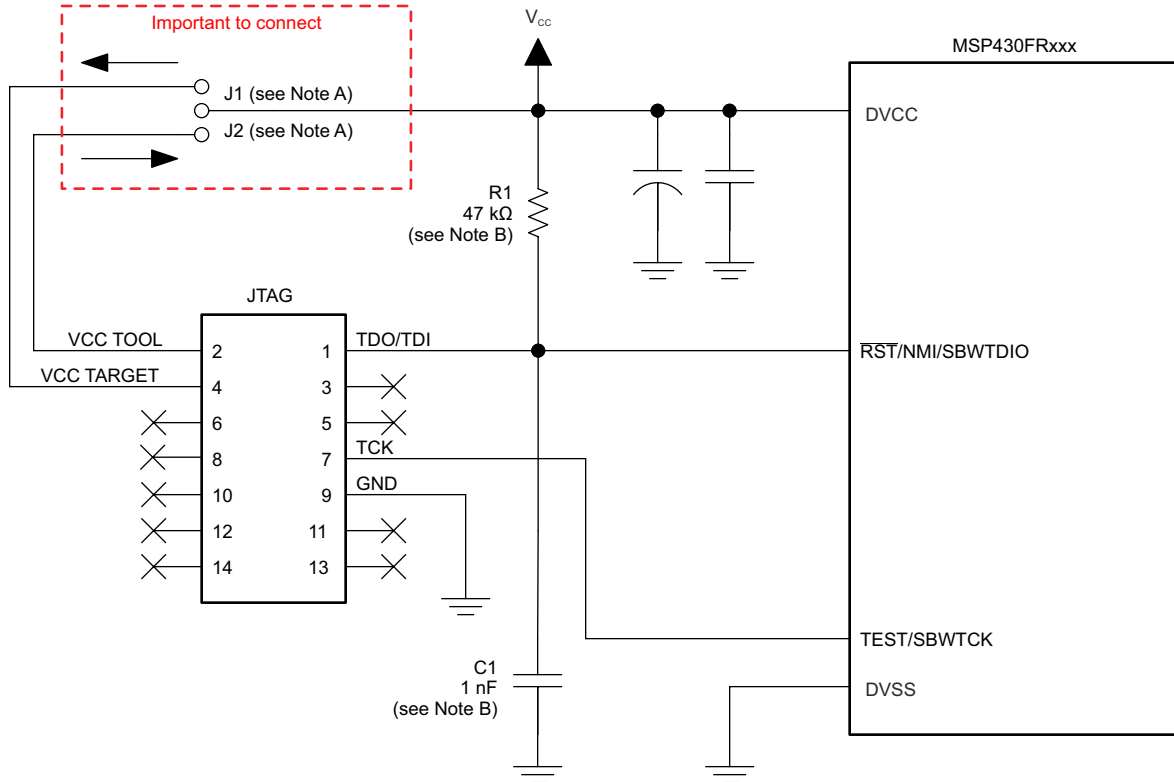 Important to connect
VCC
MSP430FRxxx
J1 (see Note A)
J2 (see Note A)
DVCC
R1
47 kΩ
(see Note B)
JTAG
VCC TOOL
2
1
TDO/TDI
RST/NMI/SBWTDIO
VCC TARGET
4
3
6
5
8
7
TCK
10
9
GND
12
11
14
13
TEST/SBWTCK
C1
1 nF
(see Note B)
DVSS